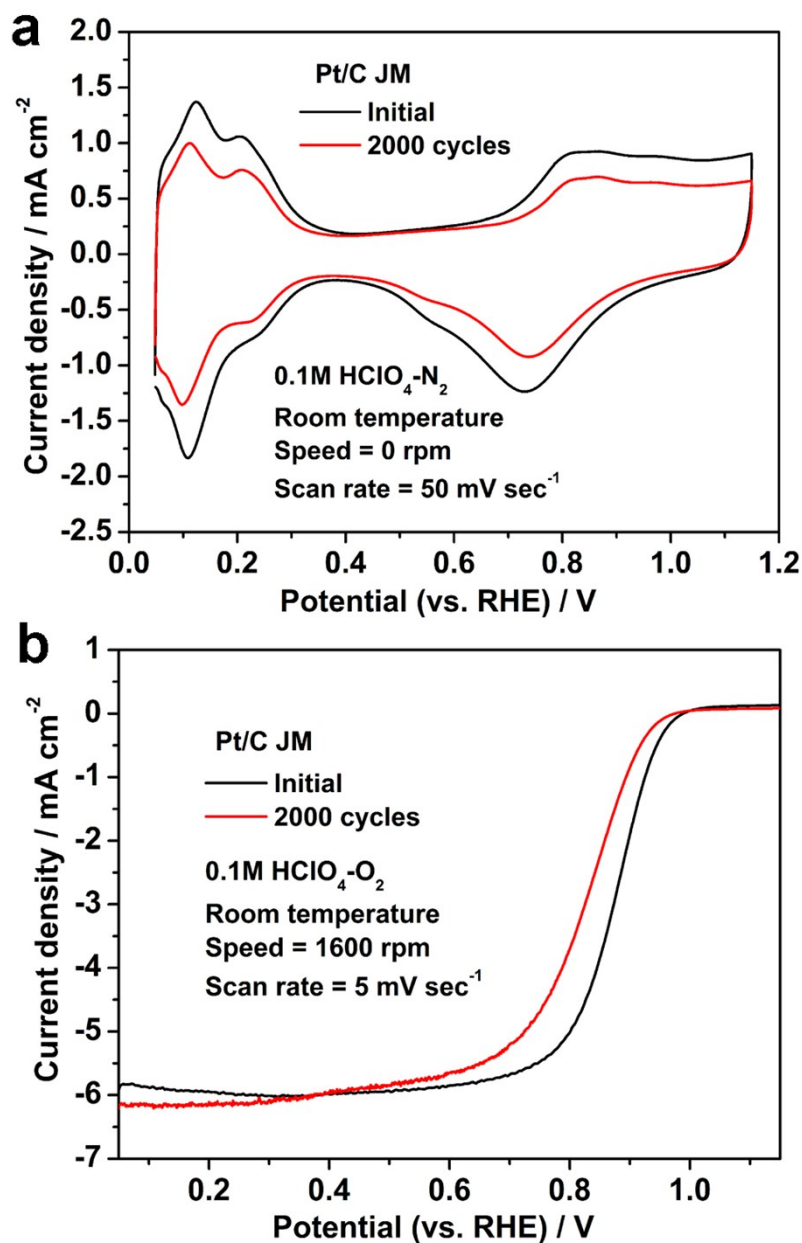 a
2.0
1.5
1.0
0.5
0.0
-0.5
-1.0
-1.5
-2.0
-2.5
Current density / mA cm⁻²
Pt/C JM
Initial
2000 cycles
0.1M HClO₄-N₂
Room temperature
Speed = 0 rpm
Scan rate = 50 mV sec⁻¹
0.0 0.2 0.4 0.6 0.8 1.0 1.2
Potential (vs. RHE) / V
b
1
0
-1
-2
-3
-4
-5
-6
-7
Current density / mA cm⁻²
Pt/C JM
Initial
2000 cycles
0.1M HClO₄-O₂
Room temperature
Speed = 1600 rpm
Scan rate = 5 mV sec⁻¹
0.2 0.4 0.6 0.8 1.0
Potential (vs. RHE) / V